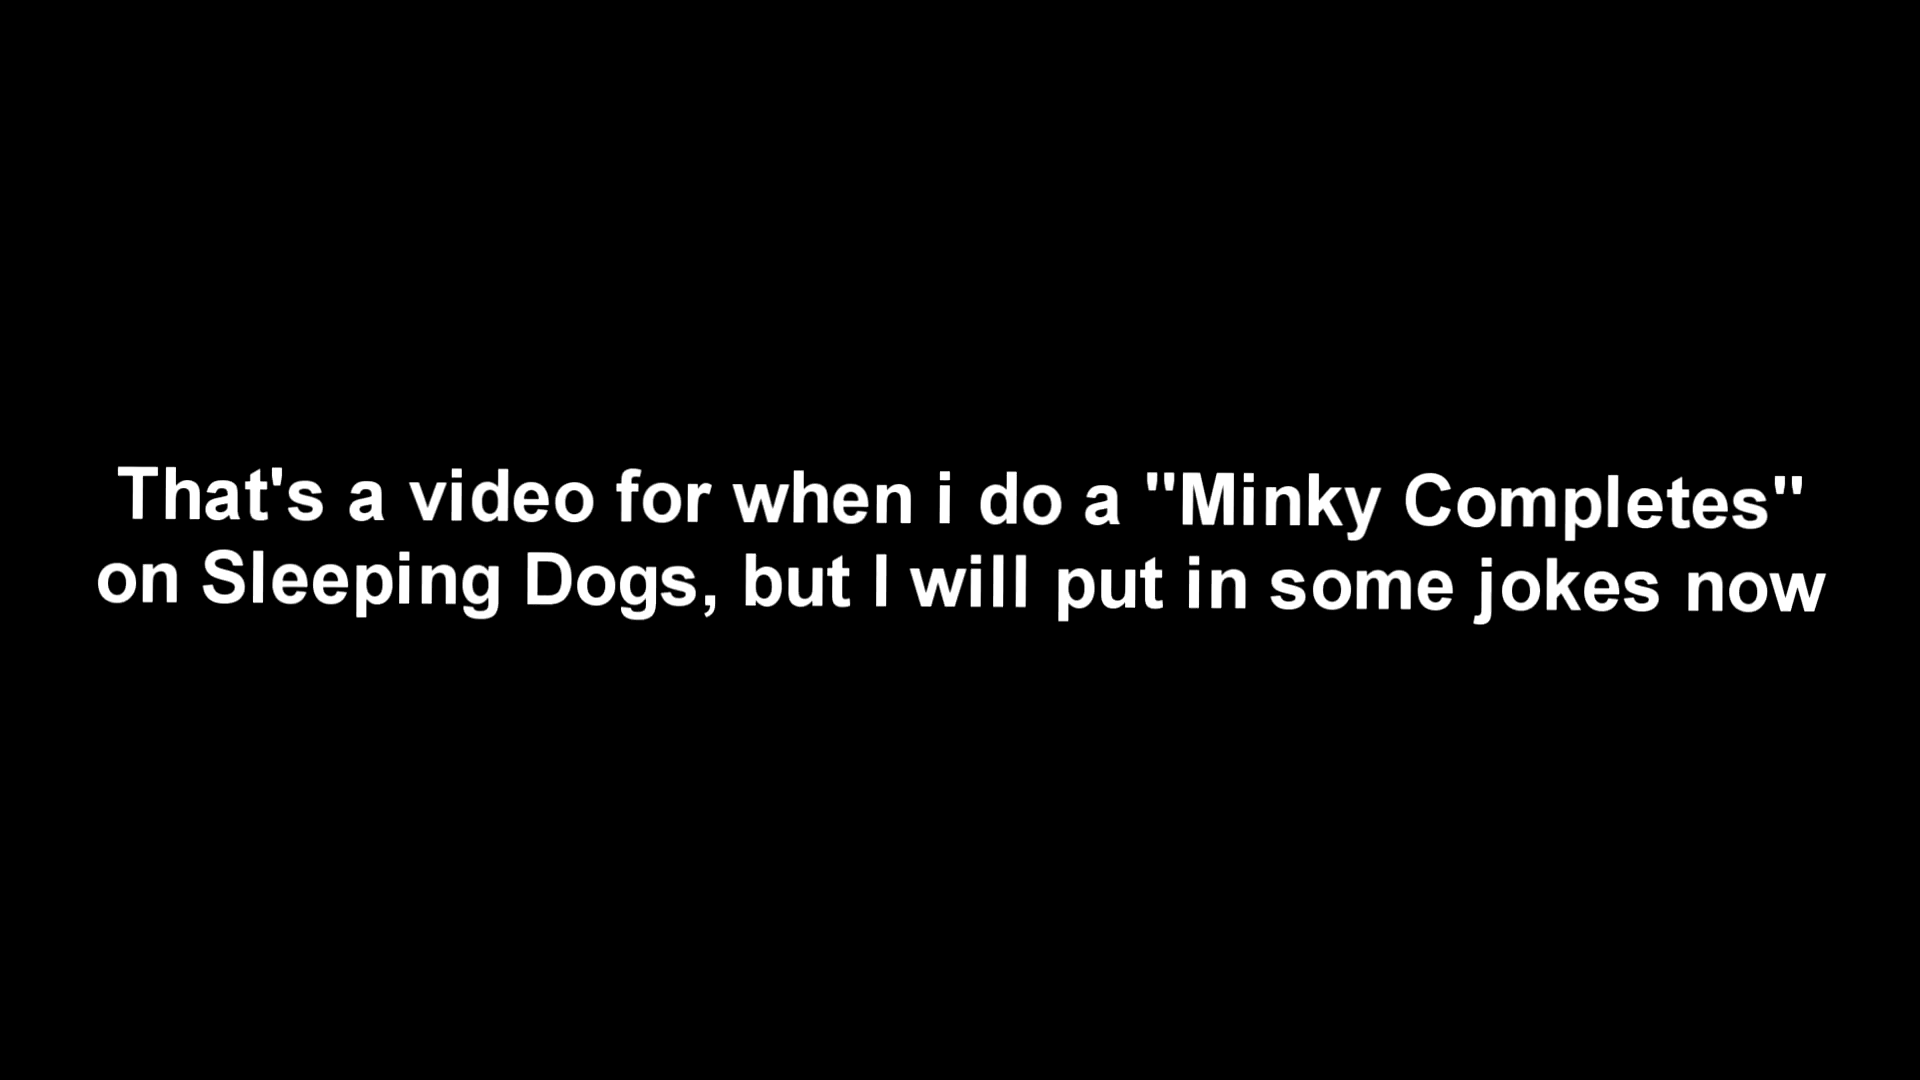 That's a video for when i do a "Minky Completes"
on Sleeping Dogs, but I will put in some jokes now